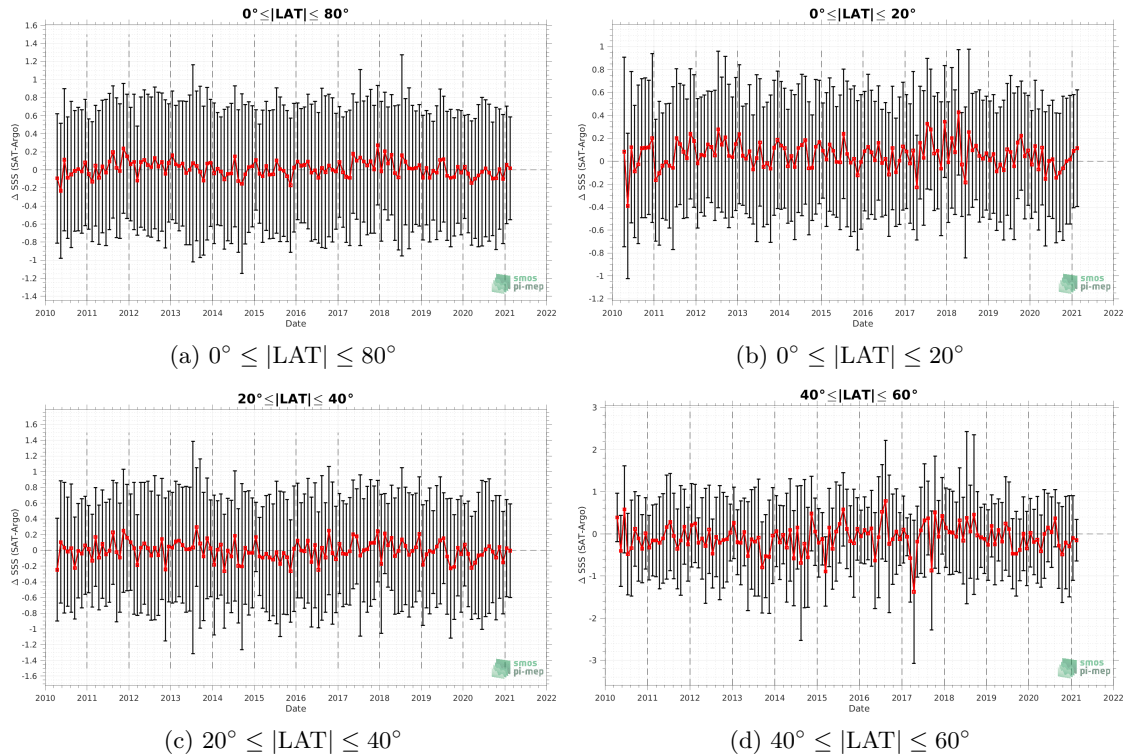 0°≤|LAT|≤ 80°
1.6
1.4
1.2
1
0.8
0.6
0.4
0.2
0
-0.2
-0.4
-0.6
-0.8
-1
-1.2
-1.4
Δ SSS (SAT-Argo)
2010 2011 2012 2013 2014 2015 2016 2017 2018 2019 2020 2021 2022
Date
smos
pi-mep
(a) 0° ≤ |LAT| ≤ 80°
0°≤|LAT|≤ 20°
1
0.8
0.6
0.4
0.2
0
-0.2
-0.4
-0.6
-0.8
-1
-1.2
Δ SSS (SAT-Argo)
2010 2011 2012 2013 2014 2015 2016 2017 2018 2019 2020 2021 2022
Date
smos
pi-mep
(b) 0° ≤ |LAT| ≤ 20°
20°≤|LAT|≤ 40°
1.6
1.4
1.2
1
0.8
0.6
0.4
0.2
0
-0.2
-0.4
-0.6
-0.8
-1
-1.2
-1.4
-1.6
Δ SSS (SAT-Argo)
2010 2011 2012 2013 2014 2015 2016 2017 2018 2019 2020 2021 2022
Date
smos
pi-mep
(c) 20° ≤ |LAT| ≤ 40°
40°≤|LAT|≤ 60°
3
2
1
0
-1
-2
-3
Δ SSS (SAT-Argo)
2010 2011 2012 2013 2014 2015 2016 2017 2018 2019 2020 2021 2022
Date
smos
pi-mep
(d) 40° ≤ |LAT| ≤ 60°